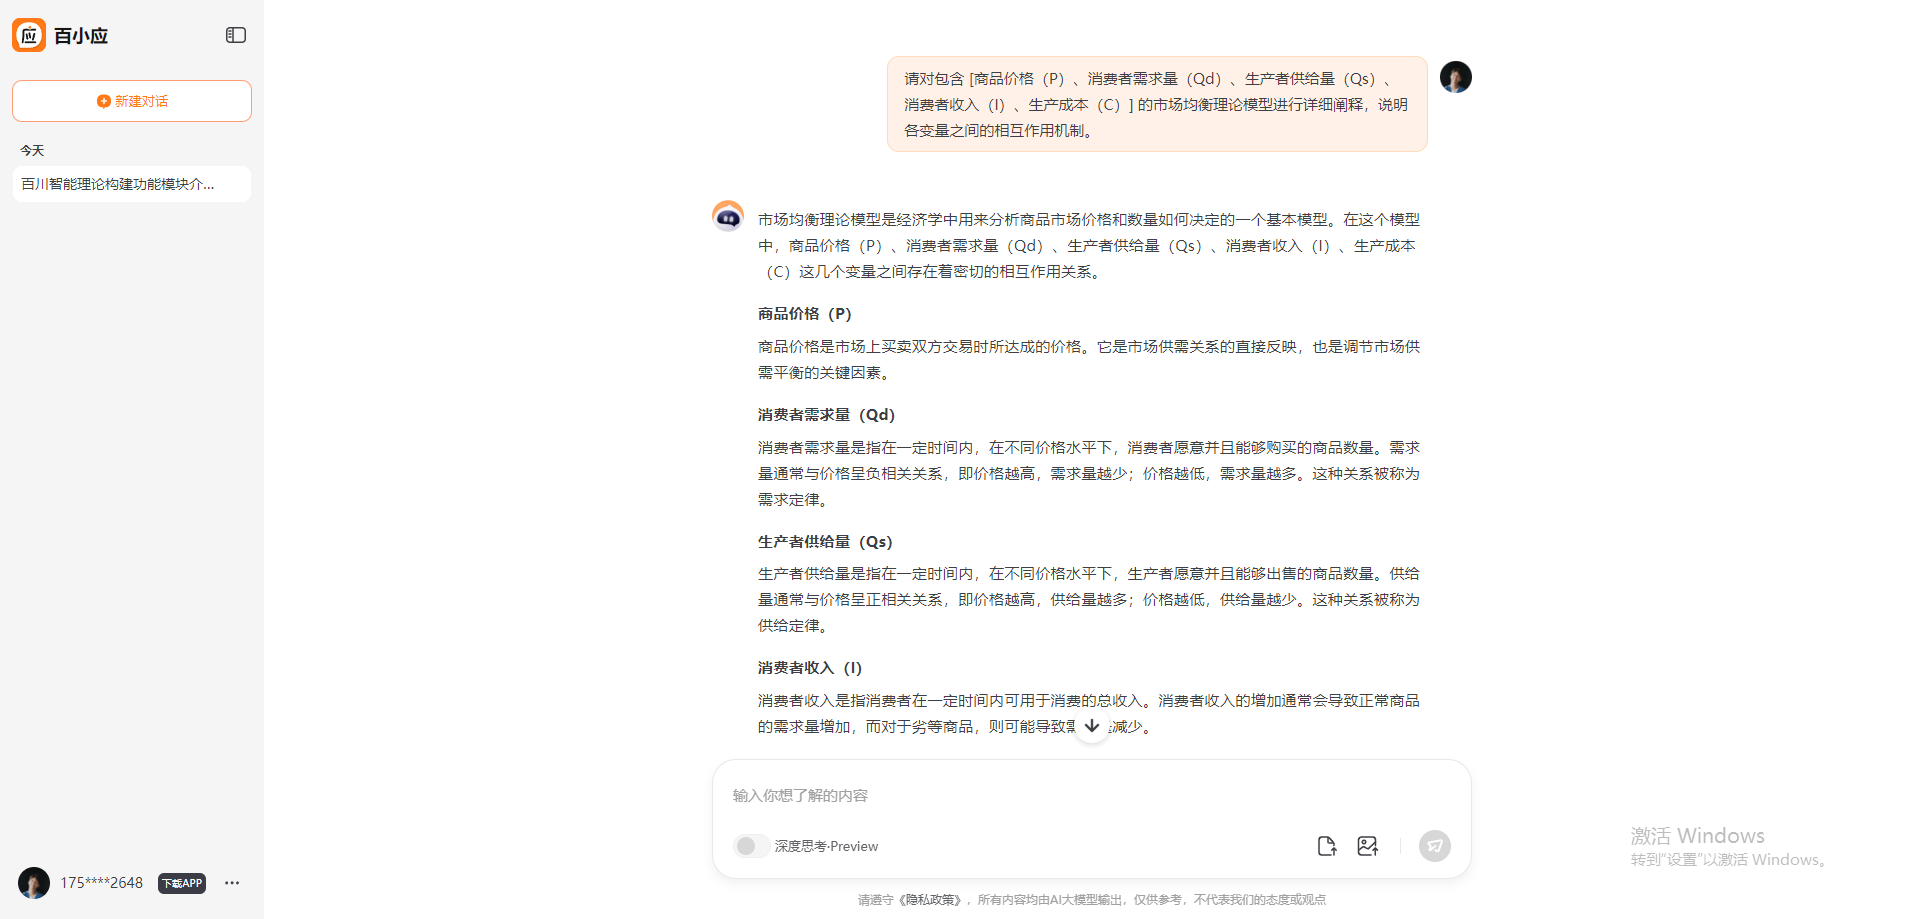 百小应
新建对话
今天
百川智能理论构建功能模块介...
请对包含 [商品价格（P）、消费者需求量（Qd）、生产者供给量（Qs）、
消费者收入（I）、生产成本（C）] 的市场均衡理论模型进行详细阐释，说明
各变量之间的相互作用机制。
市场均衡理论模型是经济学中用来分析商品市场价格和数量如何决定的一个基本模型。在这个模型
中，商品价格（P）、消费者需求量（Qd）、生产者供给量（Qs）、消费者收入（I）、生产成本
（C）这几个变量之间存在着密切的相互作用关系。
商品价格（P）
商品价格是市场上买卖双方交易时所达成的价格。它是市场供需关系的直接反映，也是调节市场供
需平衡的关键因素。
消费者需求量（Qd）
消费者需求量是指在一定时间内，在不同价格水平下，消费者愿意并且能够购买的商品数量。需求
量通常与价格呈负相关关系，即价格越高，需求量越少；价格越低，需求量越多。这种关系被称为
需求定律。
生产者供给量（Qs）
生产者供给量是指在一定时间内，在不同价格水平下，生产者愿意并且能够出售的商品数量。供给
量通常与价格呈正相关关系，即价格越高，供给量越多；价格越低，供给量越少。这种关系被称为
供给定律。
消费者收入（I）
消费者收入是指消费者在一定时间内可用于消费的总收入。消费者收入的增加通常会导致正常商品
的需求量增加，而对于劣等商品，则可能导致 减少。
输入你想了解的内容
深度思考·Preview
175****2648
下载APP
请遵守《隐私政策》，所有内容均由AI大模型输出，仅供参考，不代表我们的态度或观点
激活 Windows
转到“设置”以激活 Windows。